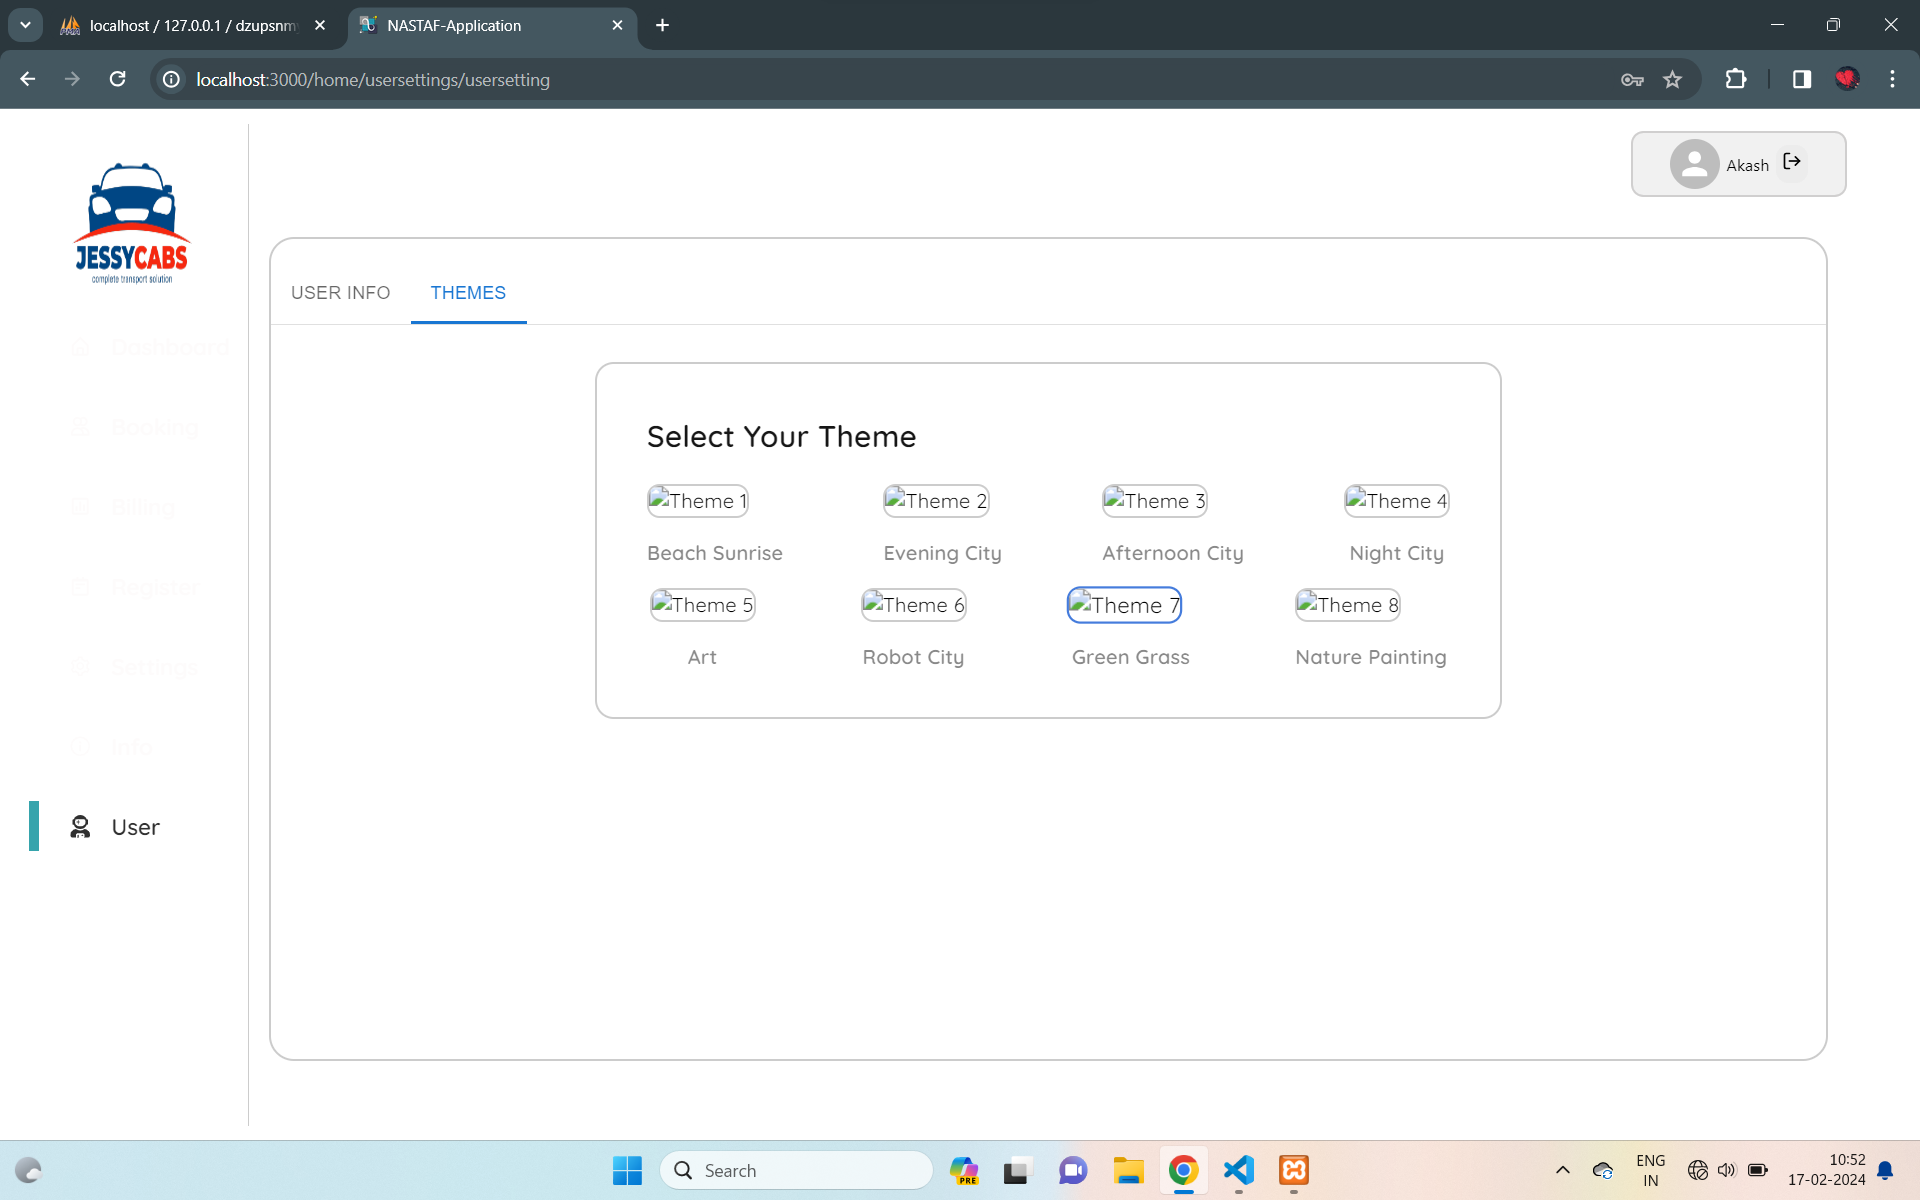 localhost / 127.0.0.1 / dzupsnm
NASTAF-Application
localhost:3000/home/usersettings/usersetting
JESSYCABS
complete transport solution
Akash
USER INFO
THEMES
Dashboard
Booking
Billing
Register
Settings
Info
User
Select Your Theme
Theme 1
Theme 2
Theme 3
Theme 4
Beach Sunrise
Evening City
Afternoon City
Night City
Theme 5
Theme 6
Theme 7
Theme 8
Art
Robot City
Green Grass
Nature Painting
Search
PRE
ENG
IN
10:52
17-02-2024